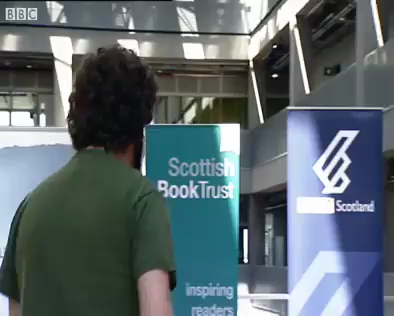 BBC
Scottish
BookTrust
inspiring
readers
Scotland